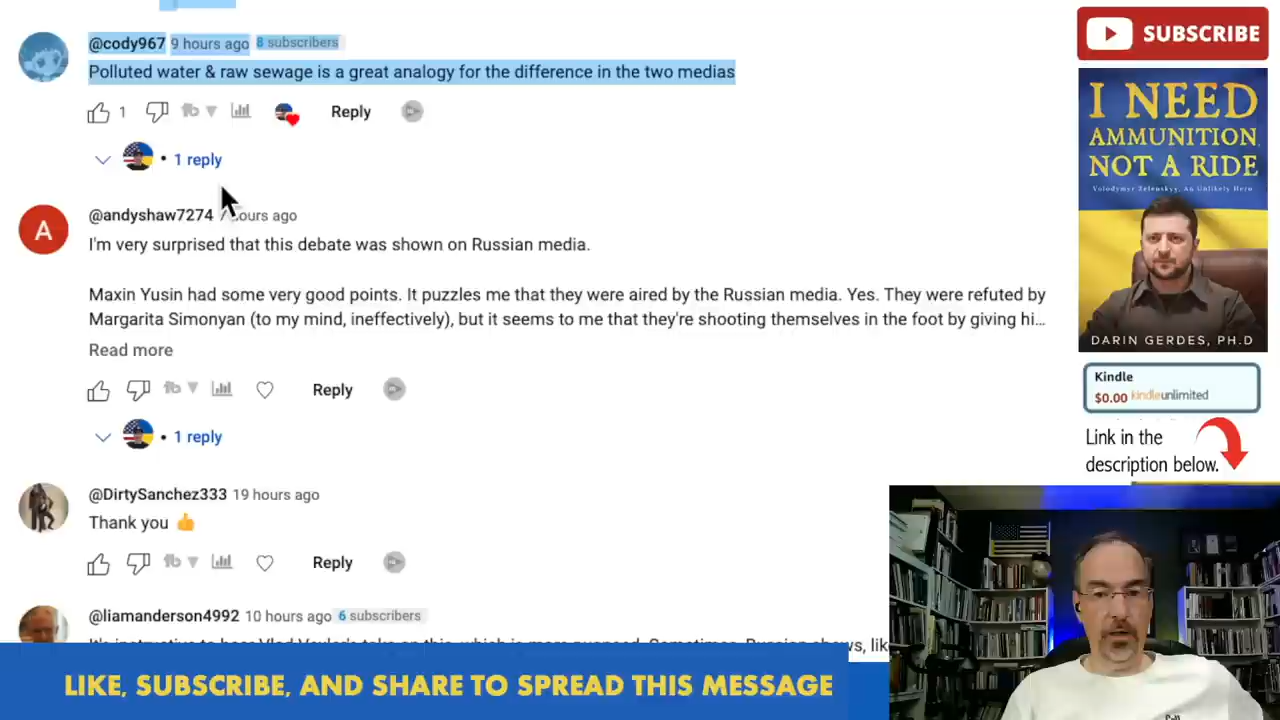 @cody967 9 hours ago 8 subscribers
Polluted water & raw sewage is a great analogy for the difference in the two medias
1 Reply
• 1 reply
@andyshaw7274 hours ago
I'm very surprised that this debate was shown on Russian media.
Maxin Yusin had some very good points. It puzzles me that they were aired by the Russian media. Yes. They were refuted by
Margarita Simonyan (to my mind, ineffectively), but it seems to me that they're shooting themselves in the foot by giving hi...
Read more
Reply
• 1 reply
A
@DirtySanchez333 19 hours ago
Thank you 👍
Reply
@liamanderson4992 10 hours ago 6 subscribers
LIKE, SUBSCRIBE, AND SHARE TO SPREAD THIS MESSAGE
SUBSCRIBE
I NEED
AMMUNITION,
NOT A RIDE
Volodymyr Zelenskyy, An Unlikely Hero
DARIN GERDES, PH.D
Kindle
$0.00 kindleunlimited
Link in the
description below.